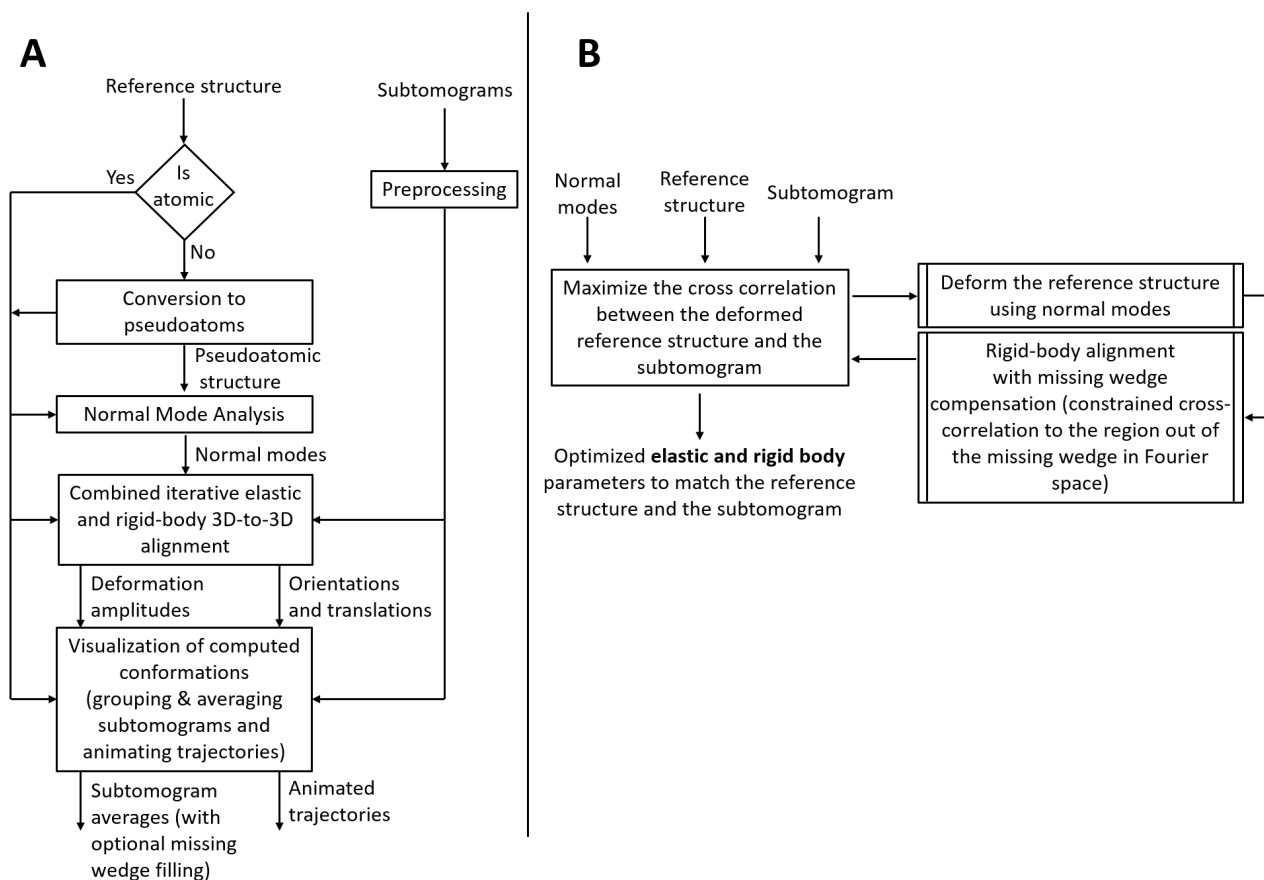 A
Reference structure
Subtomograms
Yes
Is
atomic
Preprocessing
No
Conversion to
pseudoatoms
Pseudoatomic
structure
Normal Mode Analysis
Normal modes
Combined iterative elastic
and rigid-body 3D-to-3D
alignment
Deformation
amplitudes
Orientations
and translations
Visualization of computed
conformations
(grouping & averaging
subtomograms and
animating trajectories)
Subtomogram
averages (with
optional missing
wedge filling)
Animated
trajectories
B
Normal
modes
Reference
structure
Subtomogram
Maximize the cross correlation
between the deformed
reference structure and the
subtomogram
Deform the reference structure
using normal modes
Rigid-body alignment
with missing wedge
compensation (constrained cross-
correlation to the region out of
the missing wedge in Fourier
space)
Optimized elastic and rigid body
parameters to match the reference
structure and the subtomogram